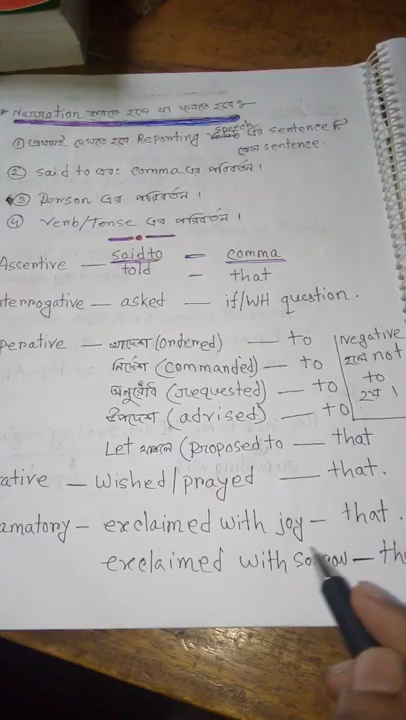 * Narration করতে হলে যা করতে হবে ঃ-
① প্রথমেই দেখতে হবে Reporting speech এর sentence টি
কোন sentence.
② said to এবং comma এর পরিবর্তন।
③ Person এর পরিবর্তন।
④ Verb/Tense এর পরিবর্তন।
Assertive — said to = comma
told — that
terrogative — asked — if/WH question.
perative — আদেশ (ordered) — to
নির্দেশ (commanded) — to
অনুরোধ (requested) — to
উপদেশ (advised) — to
Negative
হলে not
to
হয়।
Let থাকলে (proposed to — that
ative — wished/prayed — that.
amatory — exclaimed with joy — that.
exclaimed with sorrow — th